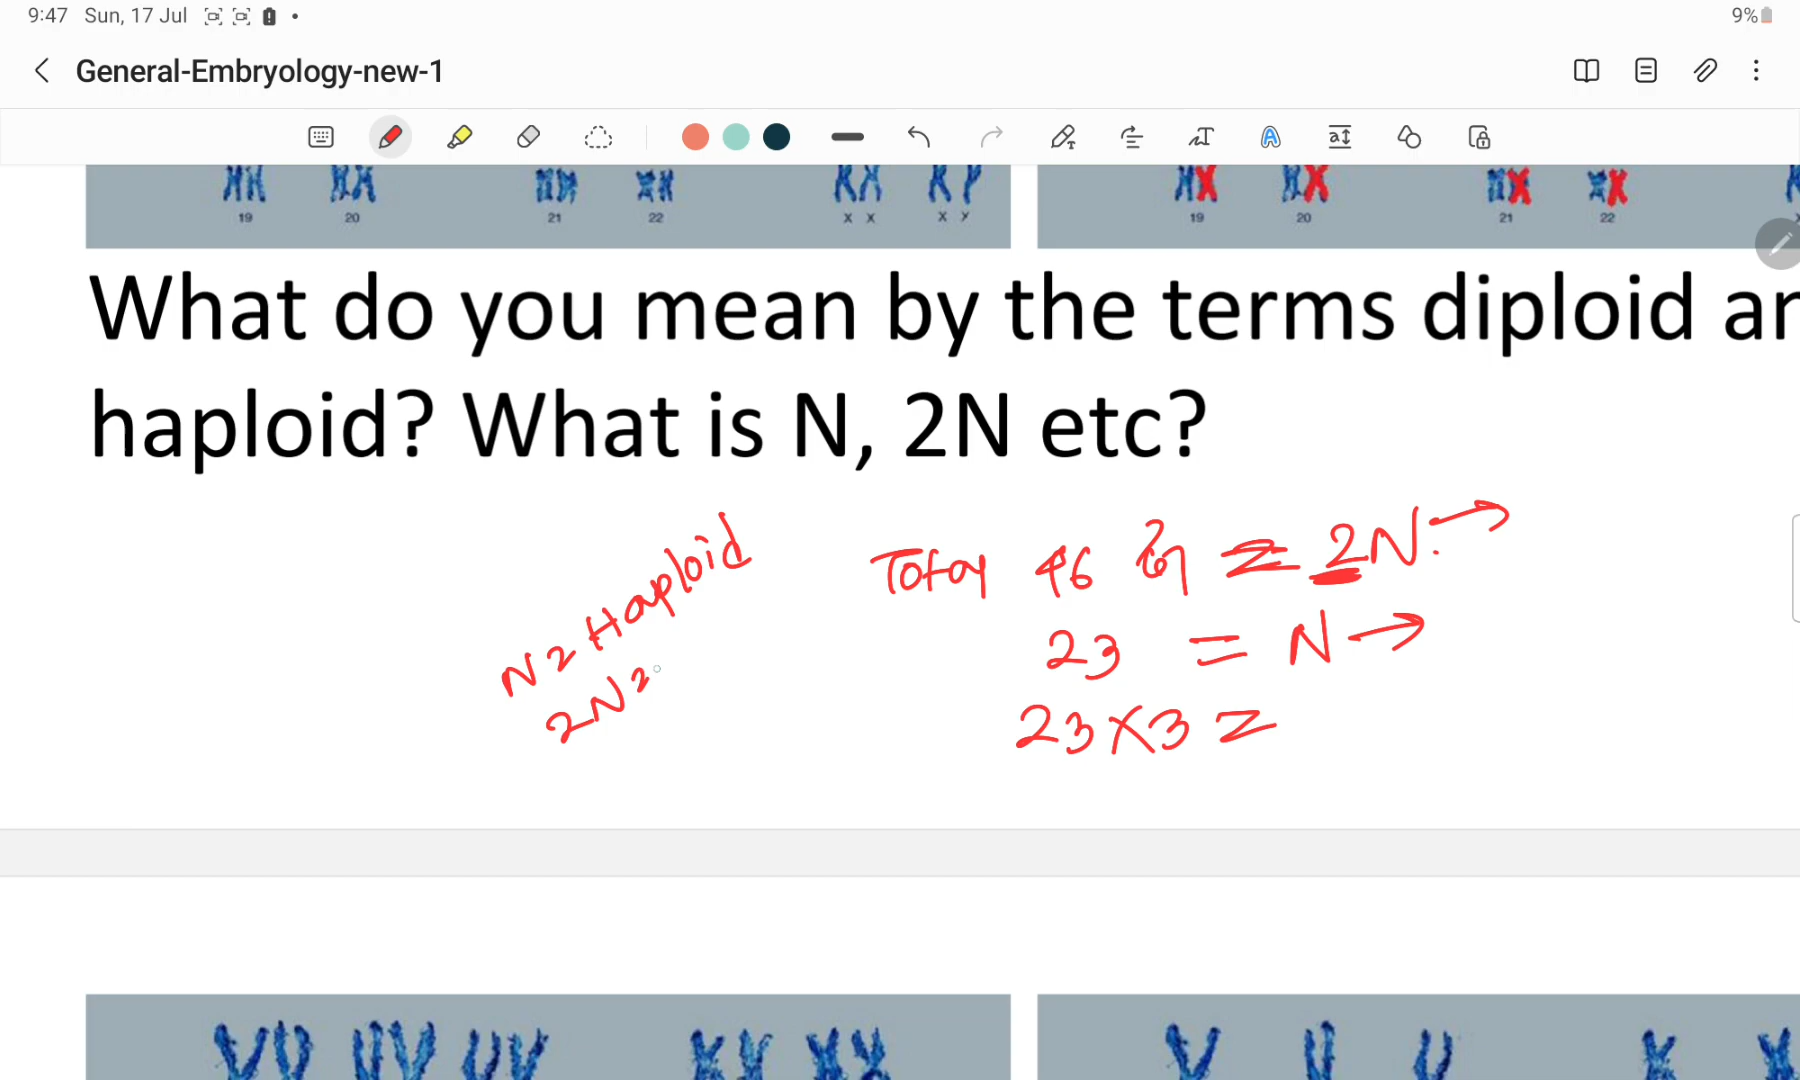 9:47 Sun, 17 Jul
9%
General-Embryology-new-1
19 20 21 22 X X X Y
19 20 21 22
What do you mean by the terms diploid ar
haploid? What is N, 2N etc?
Total 46 = 2N.
N = Haploid
23 = N
2N =
23X3 =